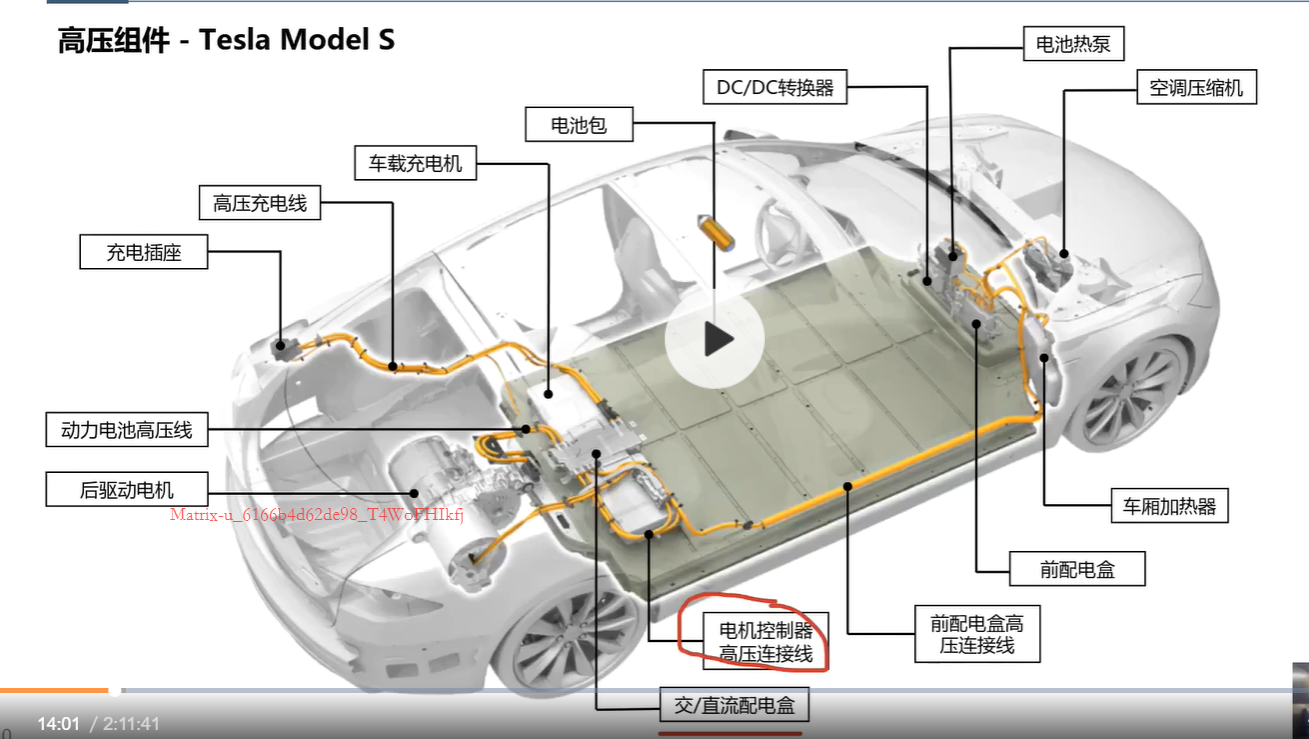 高压组件 - Tesla Model S
电池热泵
DC/DC转换器
空调压缩机
电池包
车载充电机
高压充电线
充电插座
动力电池高压线
后驱动电机
Matrix-u_6166b4d62de98_T4WoFHIkfj
车厢加热器
前配电盒
前配电盒高
压连接线
电机控制器
高压连接线
交/直流配电盒
14:01 / 2:11:41